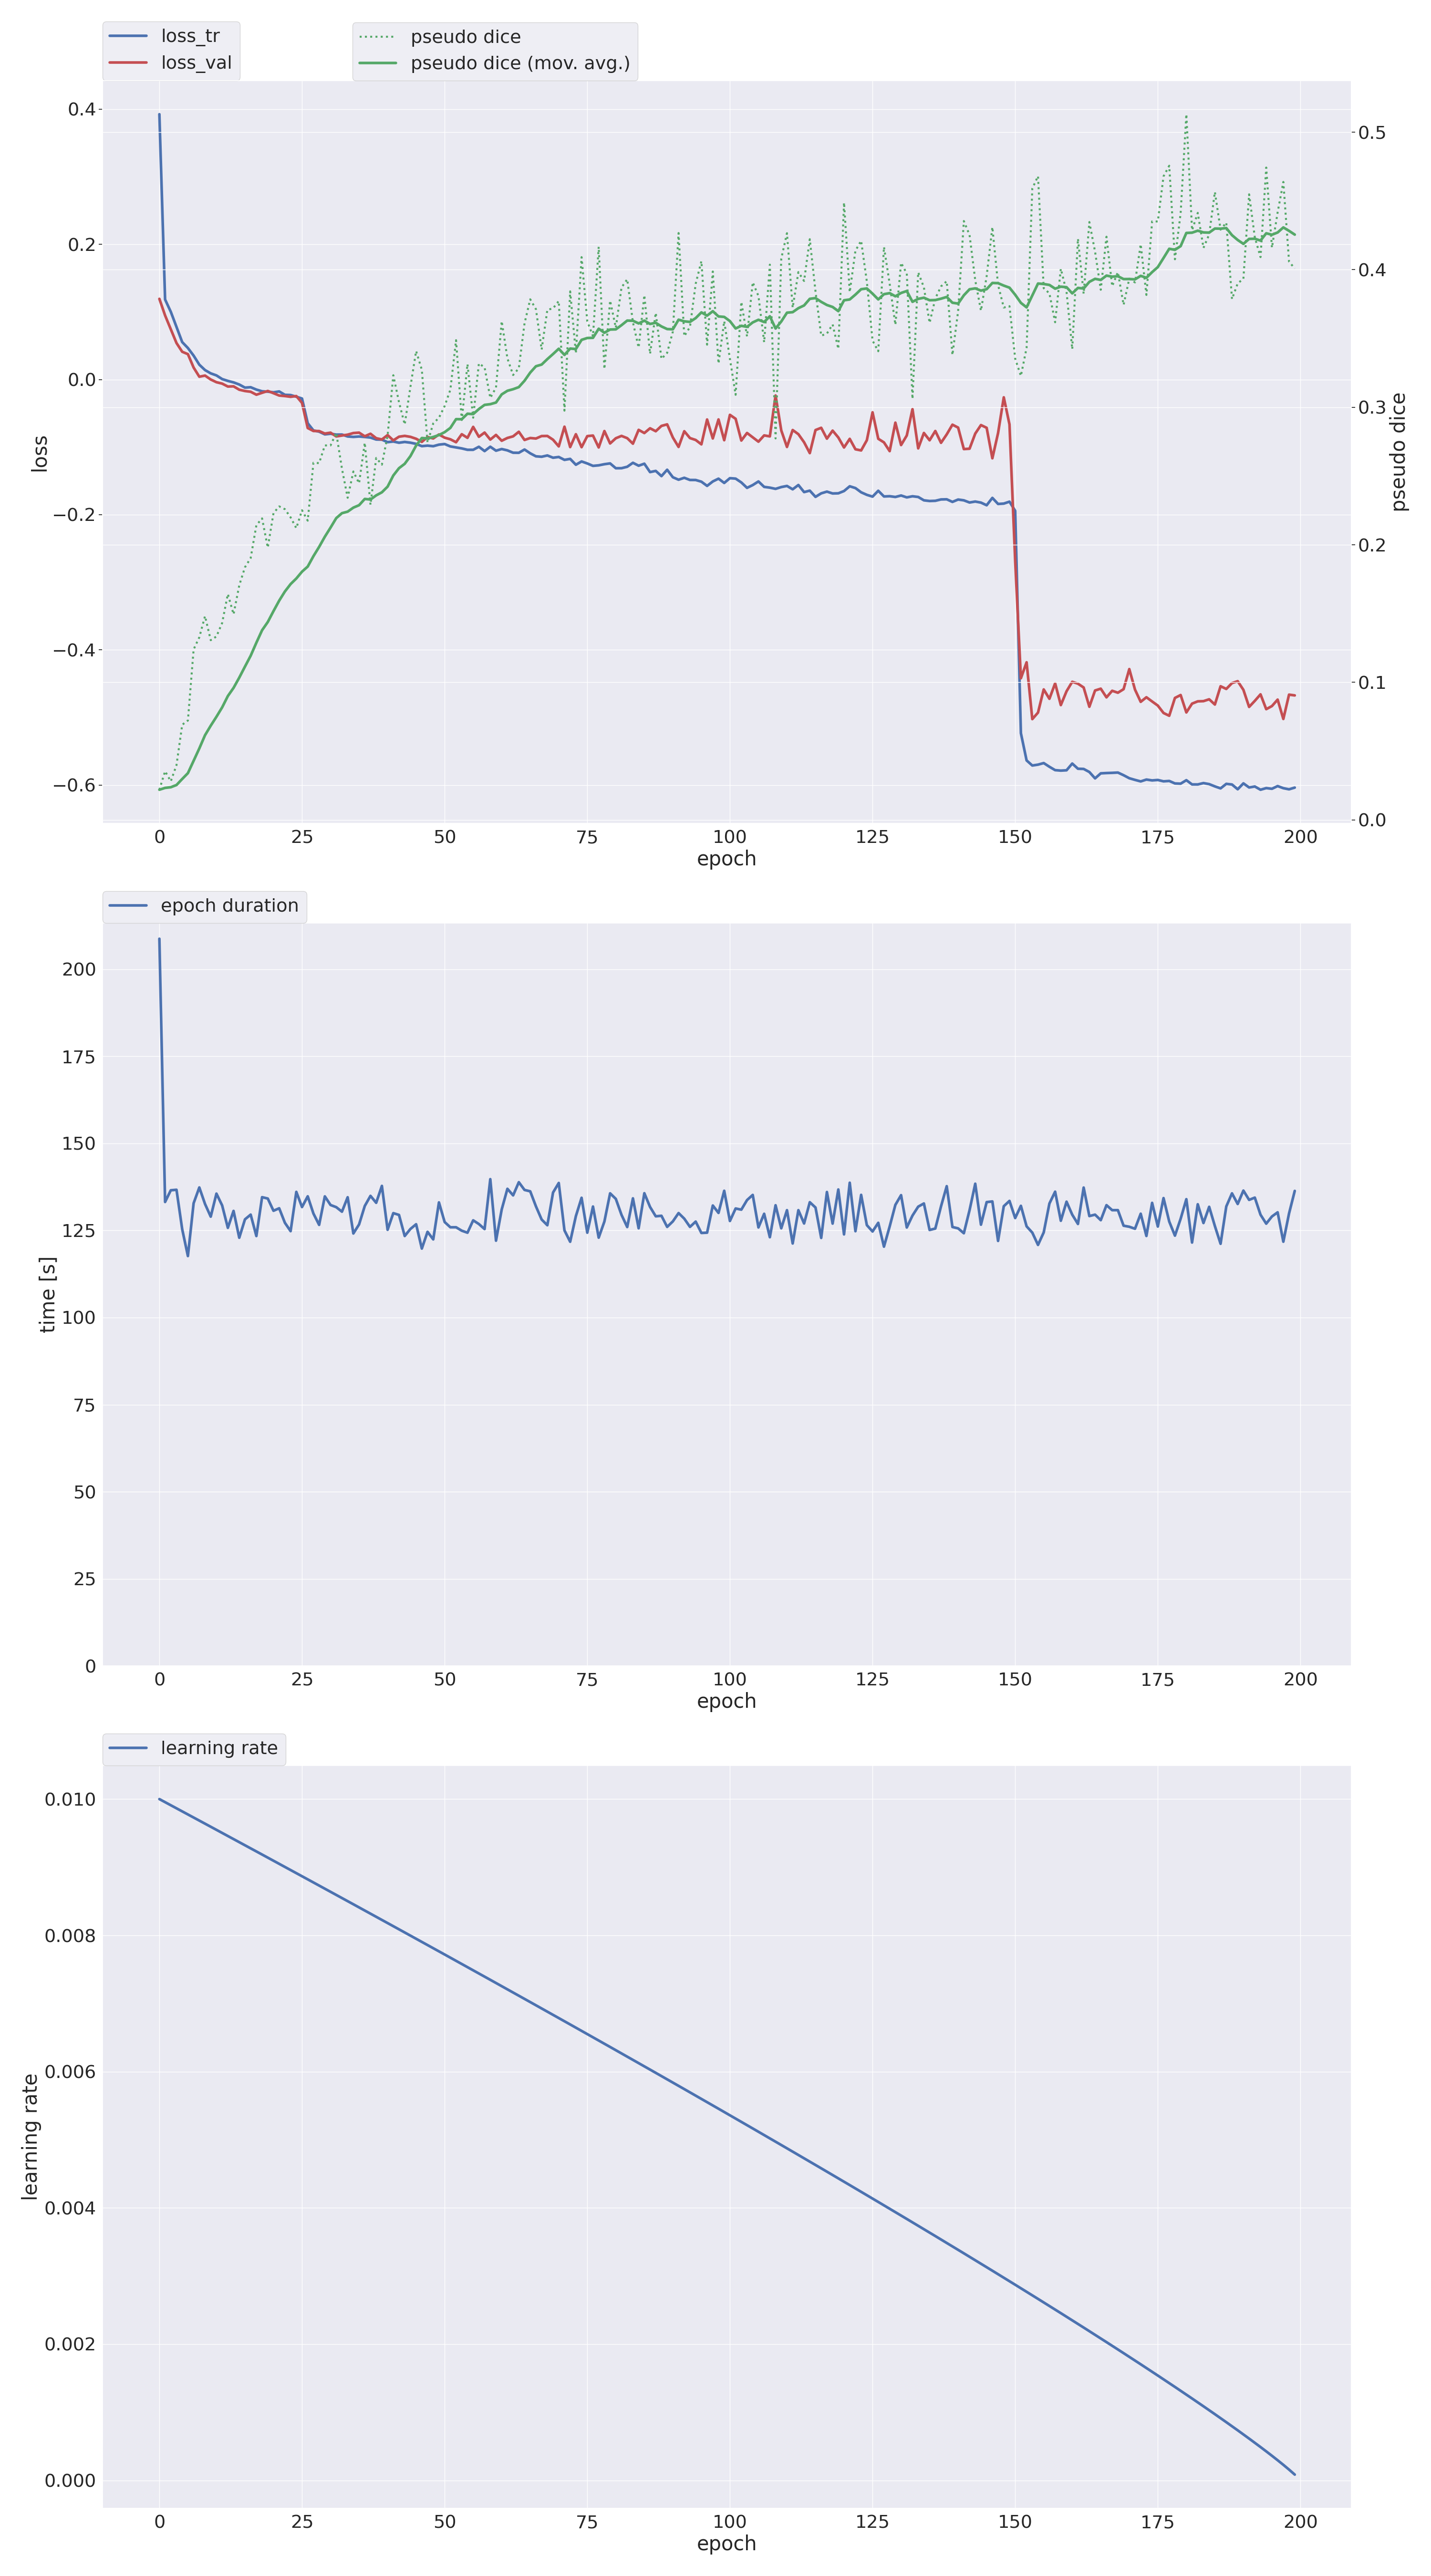 loss_tr
loss_val
pseudo dice
pseudo dice (mov. avg.)
0.4
0.2
0.0
−0.2
−0.4
−0.6
loss
0.5
0.4
0.3
0.2
0.1
0.0
pseudo dice
0 25 50 75 100 125 150 175 200
epoch
epoch duration
200
175
150
125
100
75
50
25
0
time [s]
0 25 50 75 100 125 150 175 200
epoch
learning rate
0.010
0.008
0.006
0.004
0.002
0.000
learning rate
0 25 50 75 100 125 150 175 200
epoch